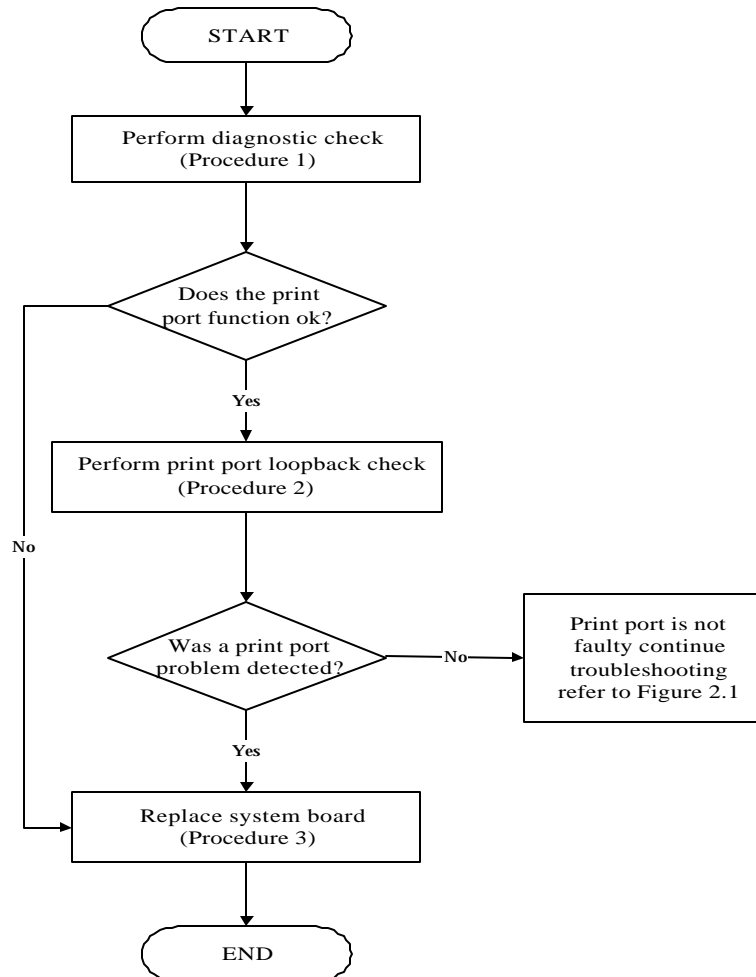 START
Perform diagnostic check
(Procedure 1)
Does the print
port function ok?
Yes
Perform print port loopback check
(Procedure 2)
No
Was a print port
problem detected?
No
Print port is not
faulty continue
troubleshooting
refer to Figure 2.1
Yes
Replace system board
(Procedure 3)
END